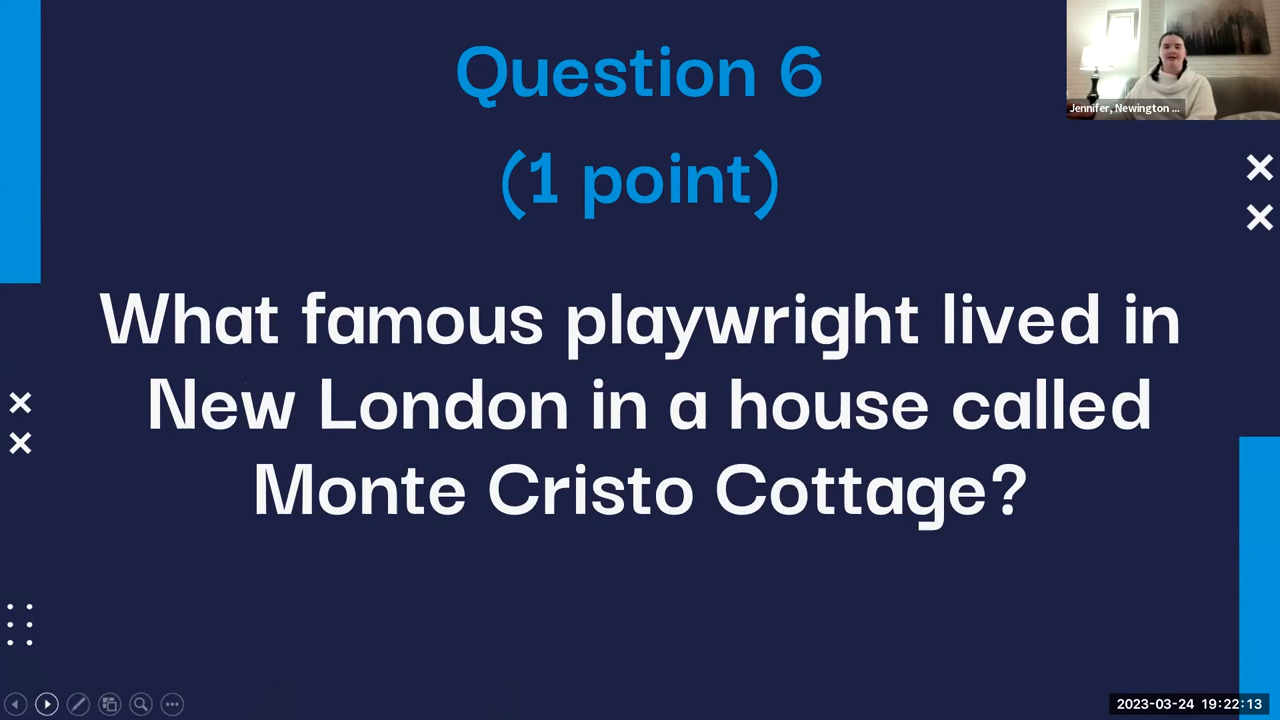 Question 6
(1 point)
Jennifer, Newington ...
What famous playwright lived in
New London in a house called
Monte Cristo Cottage?
2023-03-24 19:22:13